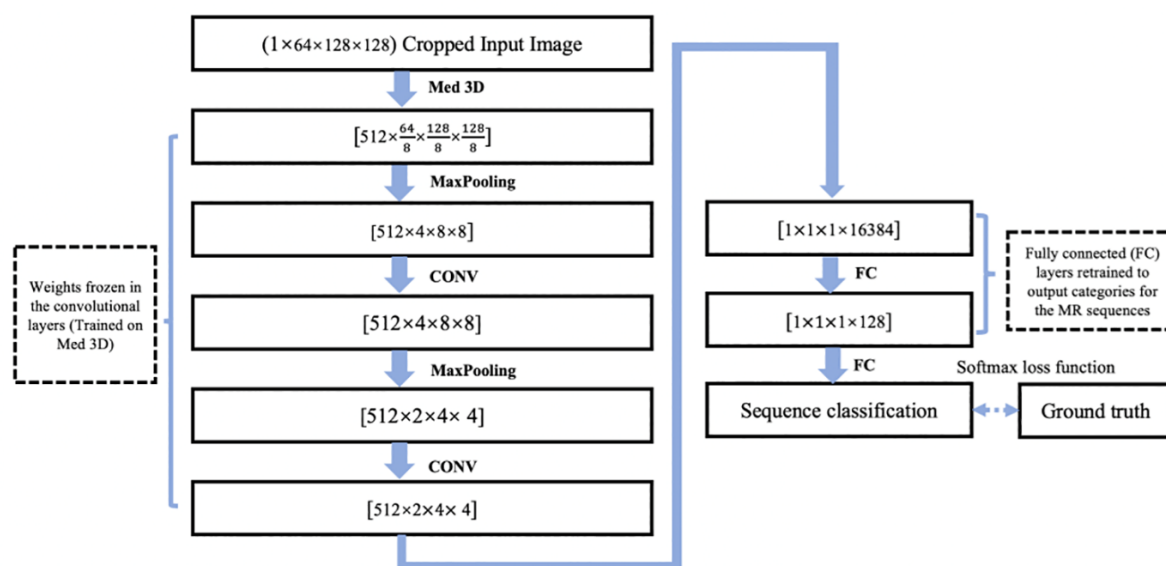 (1×64×128×128) Cropped Input Image
Med 3D
[512×64/8×128/8×128/8]
MaxPooling
[512×4×8×8]
CONV
[512×4×8×8]
MaxPooling
[512×2×4× 4]
CONV
[512×2×4× 4]
Weights frozen in
the convolutional
layers (Trained on
Med 3D)
[1×1×1×16384]
FC
[1×1×1×128]
FC
Sequence classification
Fully connected (FC)
layers retrained to
output categories for
the MR sequences
Softmax loss function
Ground truth